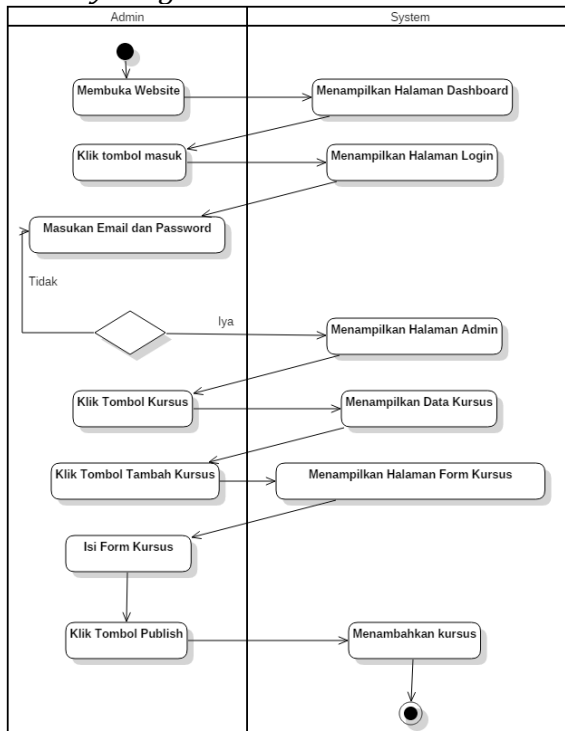 Admin
System
Membuka Website
Menampilkan Halaman Dashboard
Klik tombol masuk
Menampilkan Halaman Login
Masukan Email dan Password
Tidak
Iya
Menampilkan Halaman Admin
Klik Tombol Kursus
Menampilkan Data Kursus
Klik Tombol Tambah Kursus
Menampilkan Halaman Form Kursus
Isi Form Kursus
Klik Tombol Publish
Menambahkan kursus